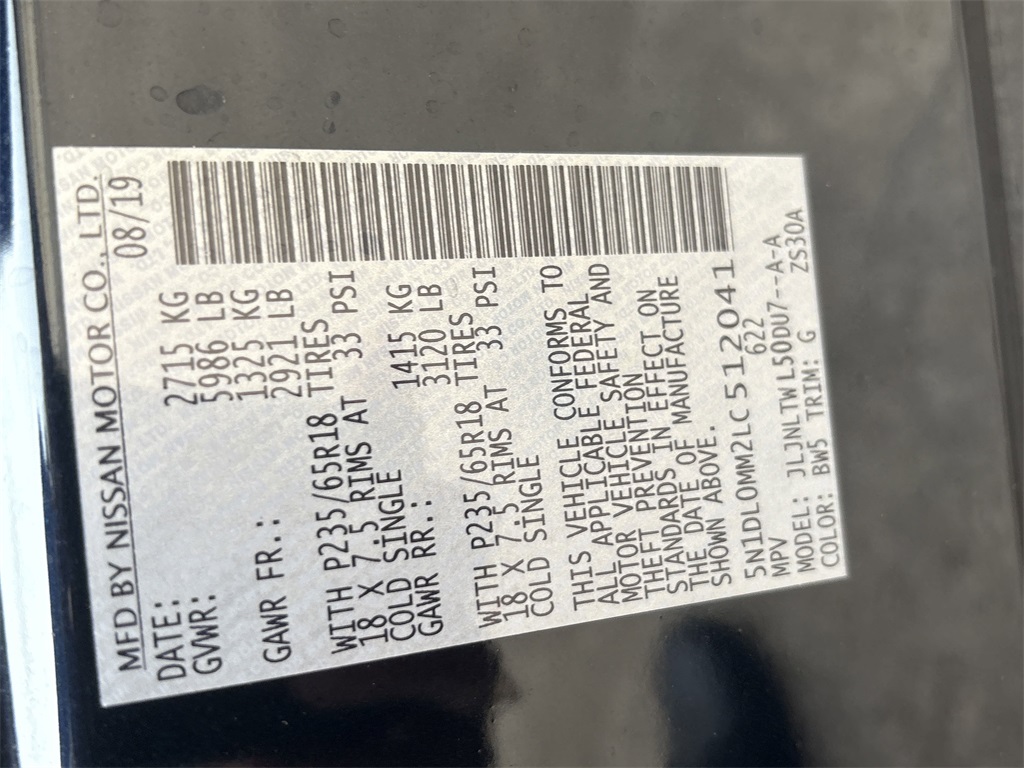 MFD BY NISSAN MOTOR CO., LTD.
DATE: 08/19
GVWR: 2715 KG
5986 LB
GAWR FR.: 1325 KG
2921 LB
WITH P235/65R18 TIRES
18 X 7.5 RIMS AT 33 PSI
COLD SINGLE
GAWR RR.: 1415 KG
3120 LB
WITH P235/65R18 TIRES
18 X 7.5 RIMS AT 33 PSI
COLD SINGLE
THIS VEHICLE CONFORMS TO
ALL APPLICABLE FEDERAL
MOTOR VEHICLE SAFETY AND
THEFT PREVENTION
STANDARDS IN EFFECT ON
THE DATE OF MANUFACTURE
SHOWN ABOVE.
5N1DL0MM2LC512041
MPV 622
MODEL: JLJNLTWL50DU7--A-A
COLOR: BW5 TRIM: G ZS30A